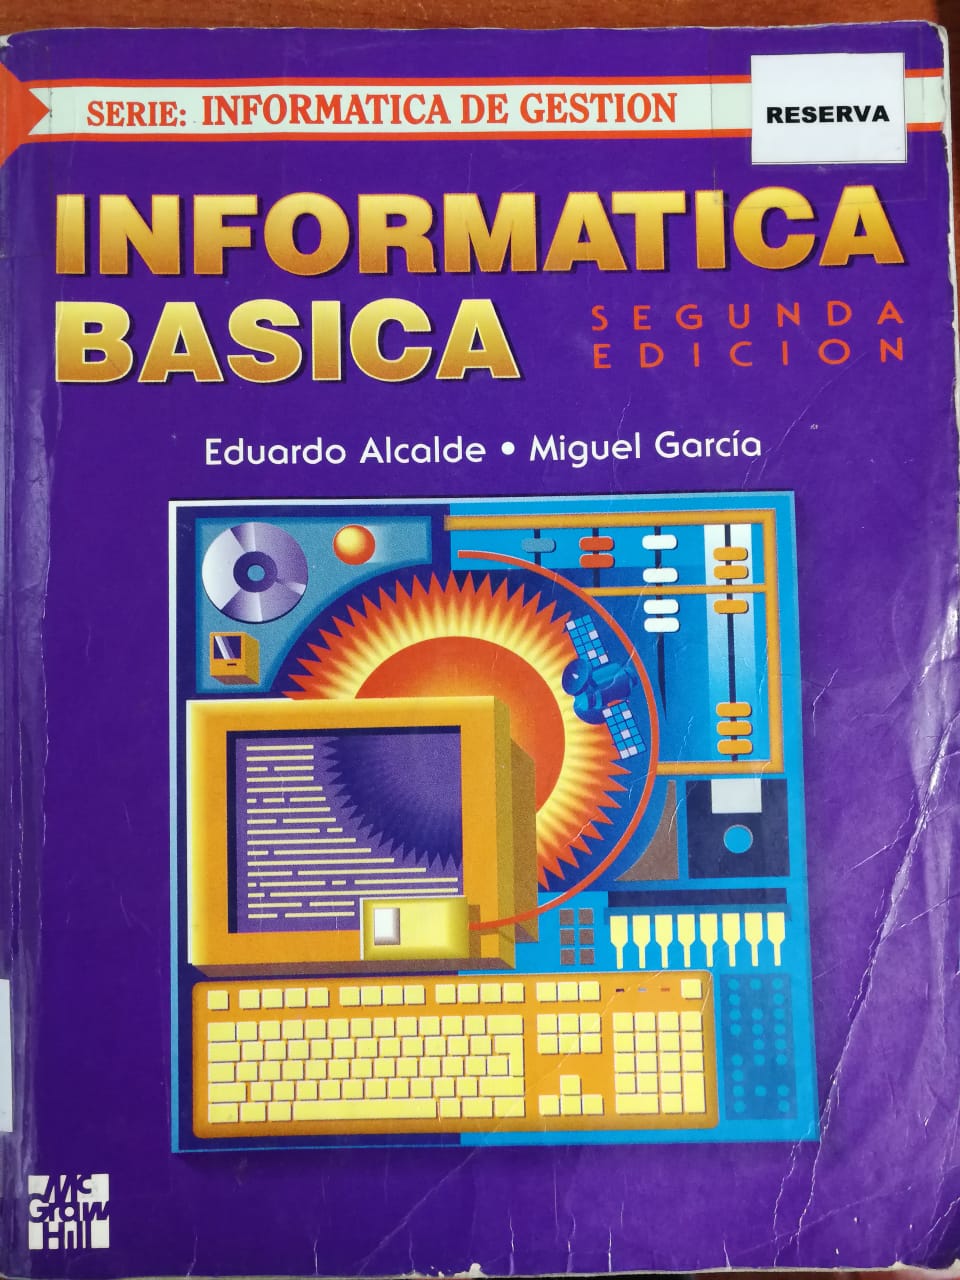 SERIE: INFORMATICA DE GESTION
RESERVA
INFORMATICA
BASICA
SEGUNDA
EDICION
Eduardo Alcalde • Miguel García
Mc
Graw
Hill